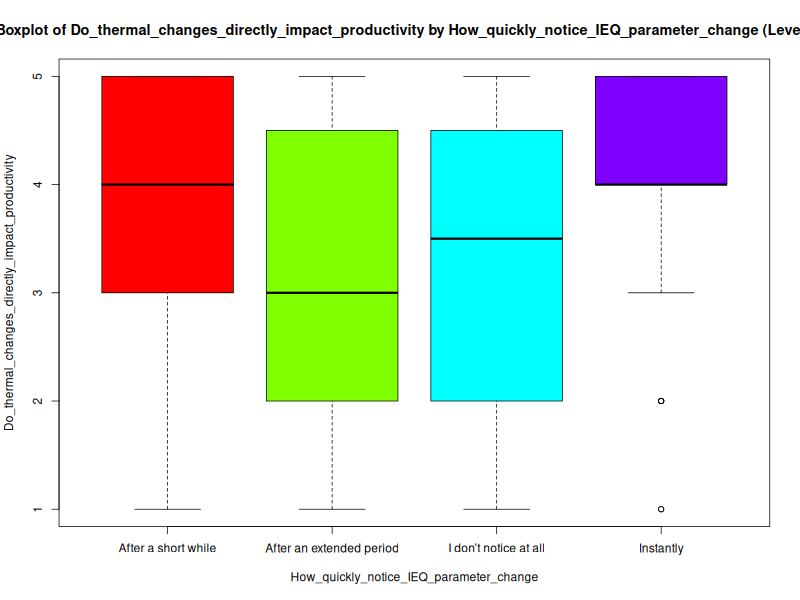 Boxplot of Do_thermal_changes_directly_impact_productivity by How_quickly_notice_IEQ_parameter_change (Leve
Do_thermal_changes_directly_impact_productivity
5
4
3
2
1
After a short while After an extended period I don't notice at all Instantly
How_quickly_notice_IEQ_parameter_change